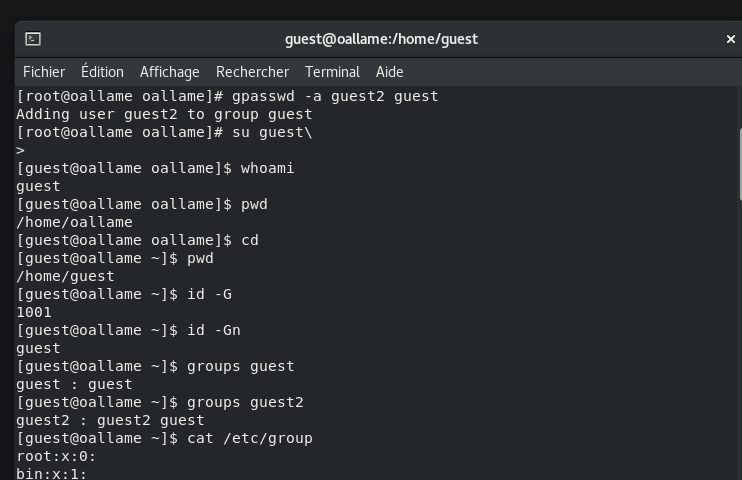 guest@oallame:/home/guest
Fichier Édition Affichage Rechercher Terminal Aide
[root@oallame oallame]# gpasswd -a guest2 guest
Adding user guest2 to group guest
[root@oallame oallame]# su guest\
>
[guest@oallame oallame]$ whoami
guest
[guest@oallame oallame]$ pwd
/home/oallame
[guest@oallame oallame]$ cd
[guest@oallame ~]$ pwd
/home/guest
[guest@oallame ~]$ id -G
1001
[guest@oallame ~]$ id -Gn
guest
[guest@oallame ~]$ groups guest
guest : guest
[guest@oallame ~]$ groups guest2
guest2 : guest2 guest
[guest@oallame ~]$ cat /etc/group
root:x:0:
bin:x:1: